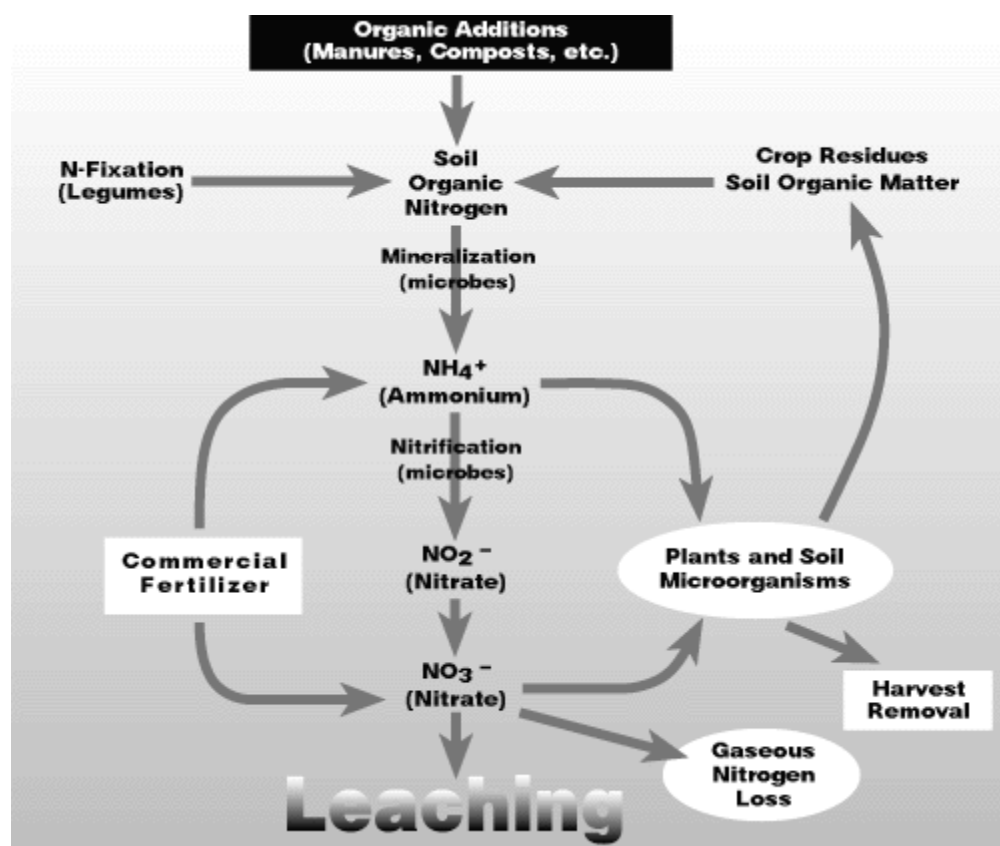 Organic Additions
(Manures, Composts, etc.)
N-Fixation
(Legumes)
Soil
Organic
Nitrogen
Crop Residues
Soil Organic Matter
Mineralization
(microbes)
NH4+
(Ammonium)
Nitrification
(microbes)
Commercial
Fertilizer
NO2 –
(Nitrate)
Plants and Soil
Microorganisms
NO3 –
(Nitrate)
Harvest
Removal
Gaseous
Nitrogen
Loss
Leaching